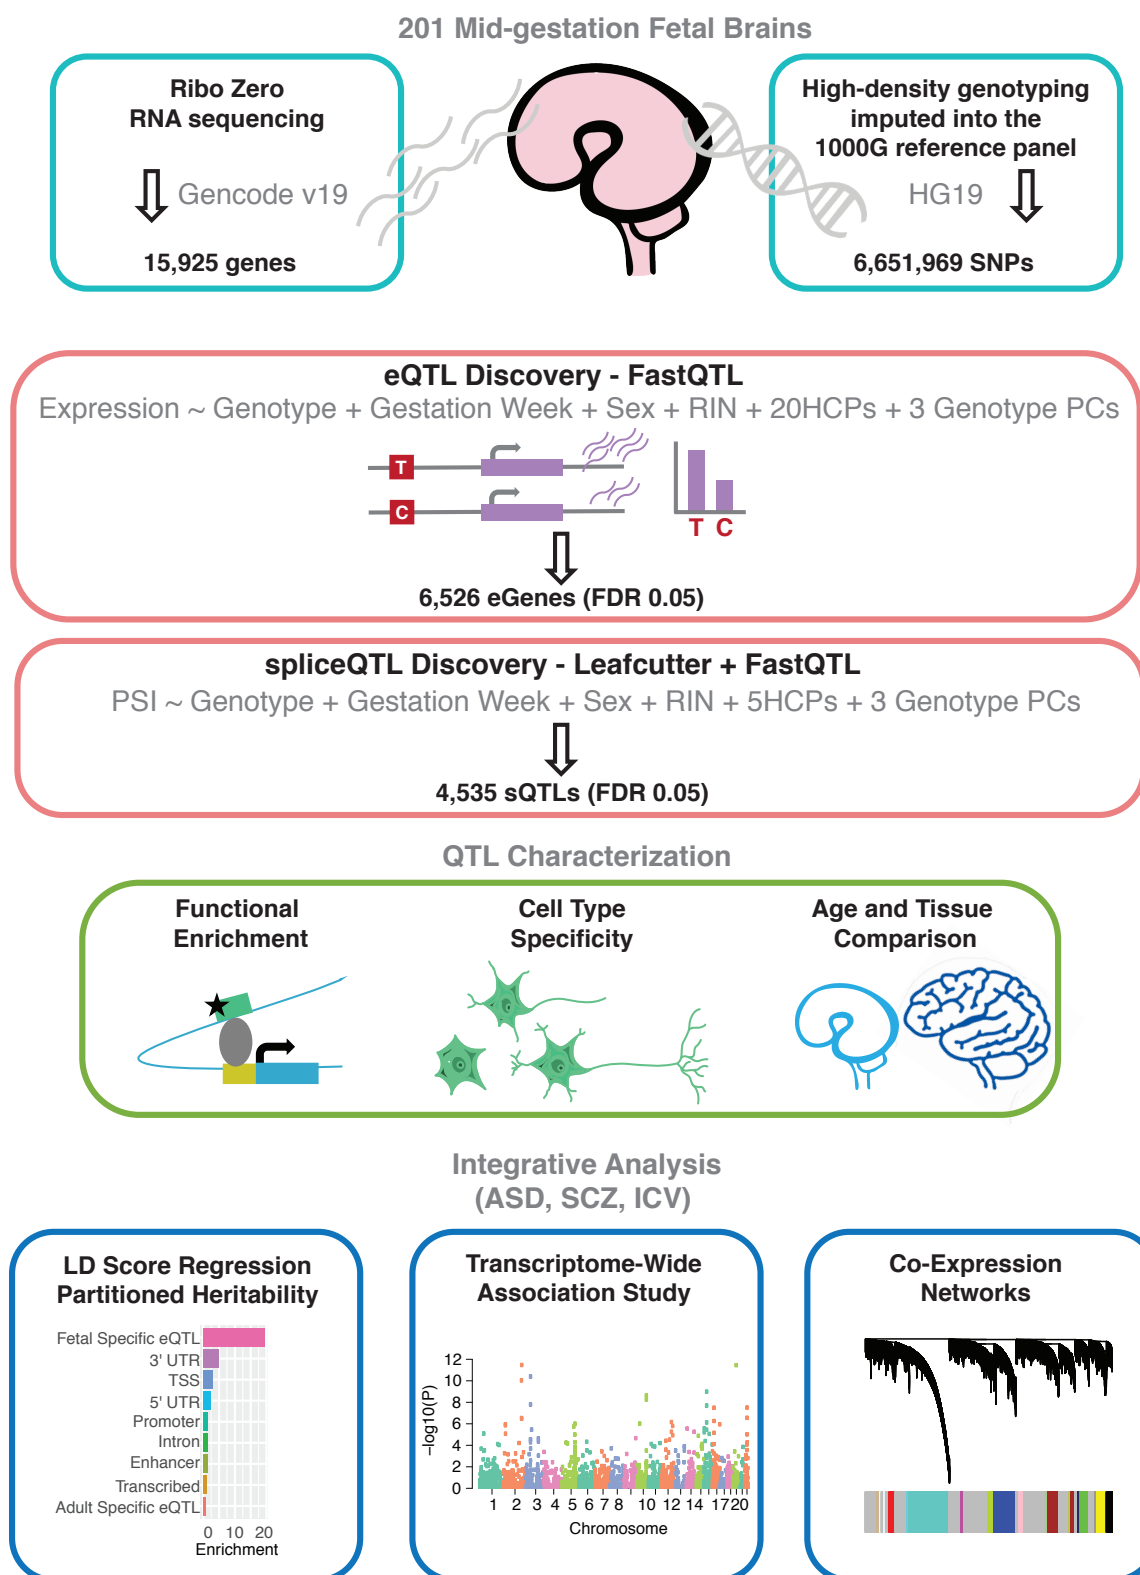 201 Mid-gestation Fetal Brains
Ribo Zero
RNA sequencing
Gencode v19
15,925 genes
High-density genotyping
imputed into the
1000G reference panel
HG19
6,651,969 SNPs
eQTL Discovery - FastQTL
Expression ~ Genotype + Gestation Week + Sex + RIN + 20HCPs + 3 Genotype PCs
T
C
T C
6,526 eGenes (FDR 0.05)
spliceQTL Discovery - Leafcutter + FastQTL
PSI ~ Genotype + Gestation Week + Sex + RIN + 5HCPs + 3 Genotype PCs
4,535 sQTLs (FDR 0.05)
QTL Characterization
Functional
Enrichment
Cell Type
Specificity
Age and Tissue
Comparison
Integrative Analysis
(ASD, SCZ, ICV)
LD Score Regression
Partitioned Heritability
Fetal Specific eQTL
3' UTR
TSS
5' UTR
Promoter
Intron
Enhancer
Transcribed
Adult Specific eQTL
0 10 20
Enrichment
Transcriptome-Wide
Association Study
12
10
8
6
4
2
0
−log10(P)
1 2 3 4 5 6 7 8 10 12 14 17 20
Chromosome
Co-Expression
Networks